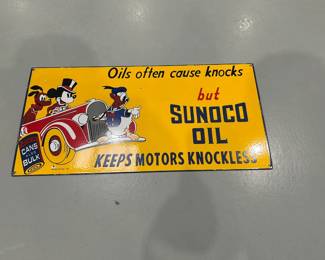 Oils often cause knocks
but
SUNOCO
OIL
KEEPS MOTORS KNOCKLESS
CANS
BULK